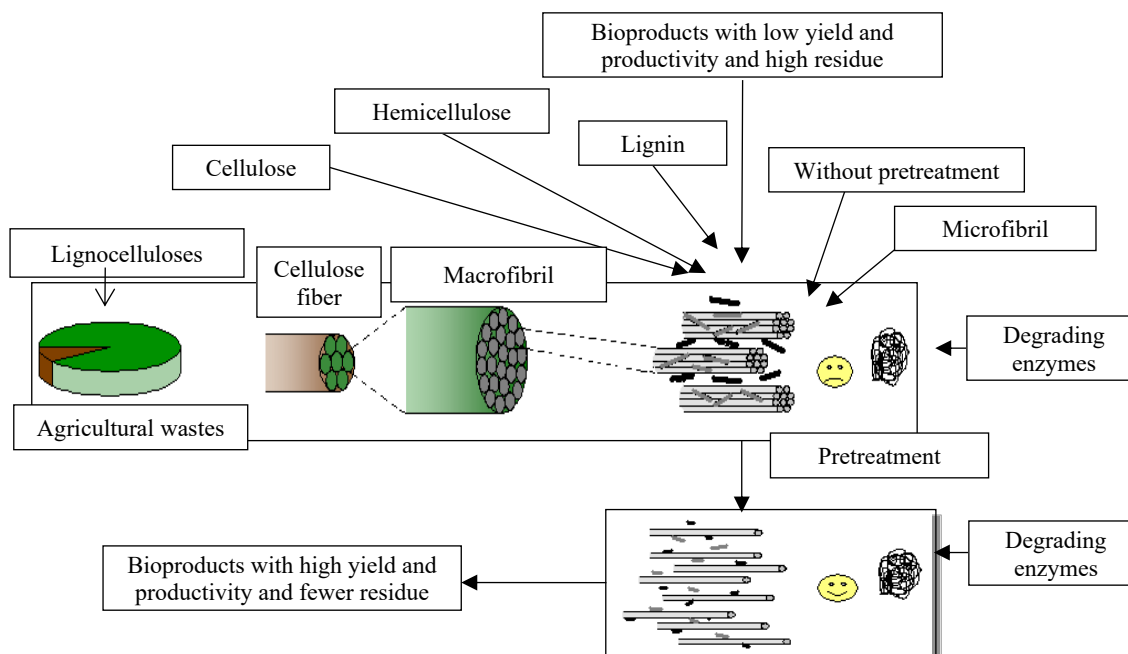 Bioproducts with low yield and
productivity and high residue
Hemicellulose
Lignin
Cellulose
Without pretreatment
Microfibril
Lignocelluloses
Cellulose
fiber
Macrofibril
Degrading
enzymes
Agricultural wastes
Pretreatment
Bioproducts with high yield and
productivity and fewer residue
Degrading
enzymes